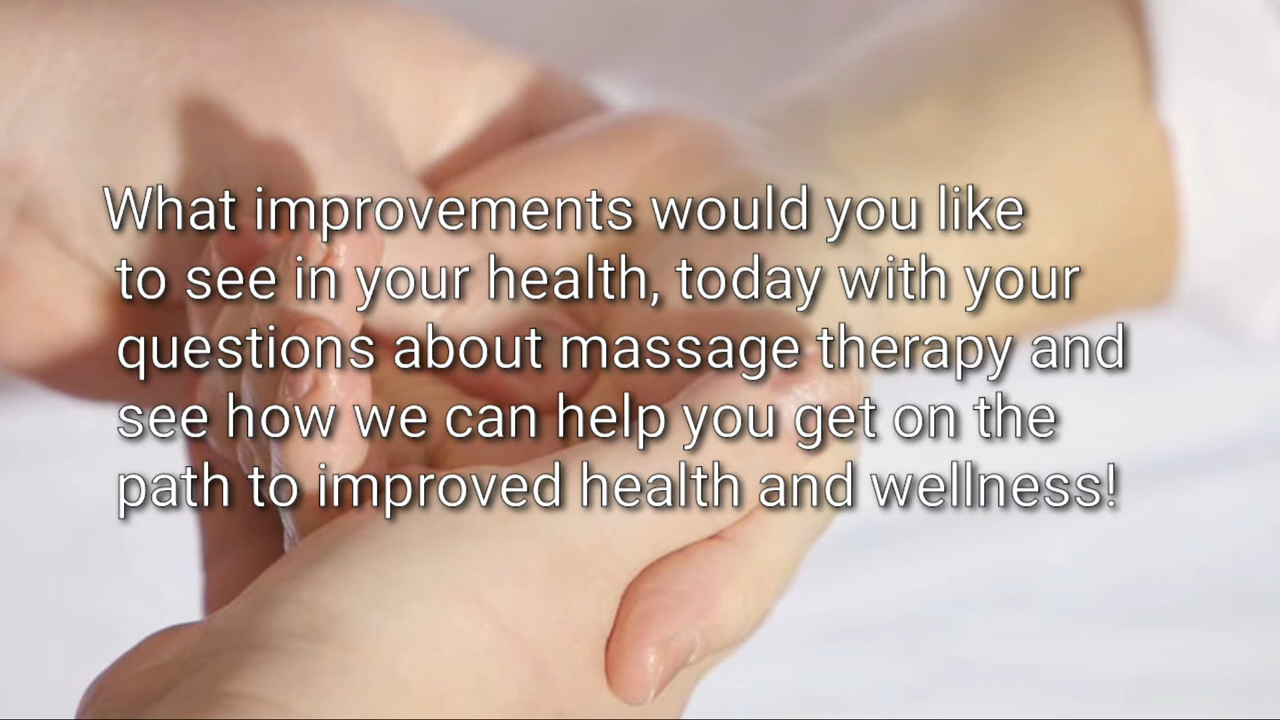 What improvements would you like
to see in your health, today with your
questions about massage therapy and
see how we can help you get on the
path to improved health and wellness!